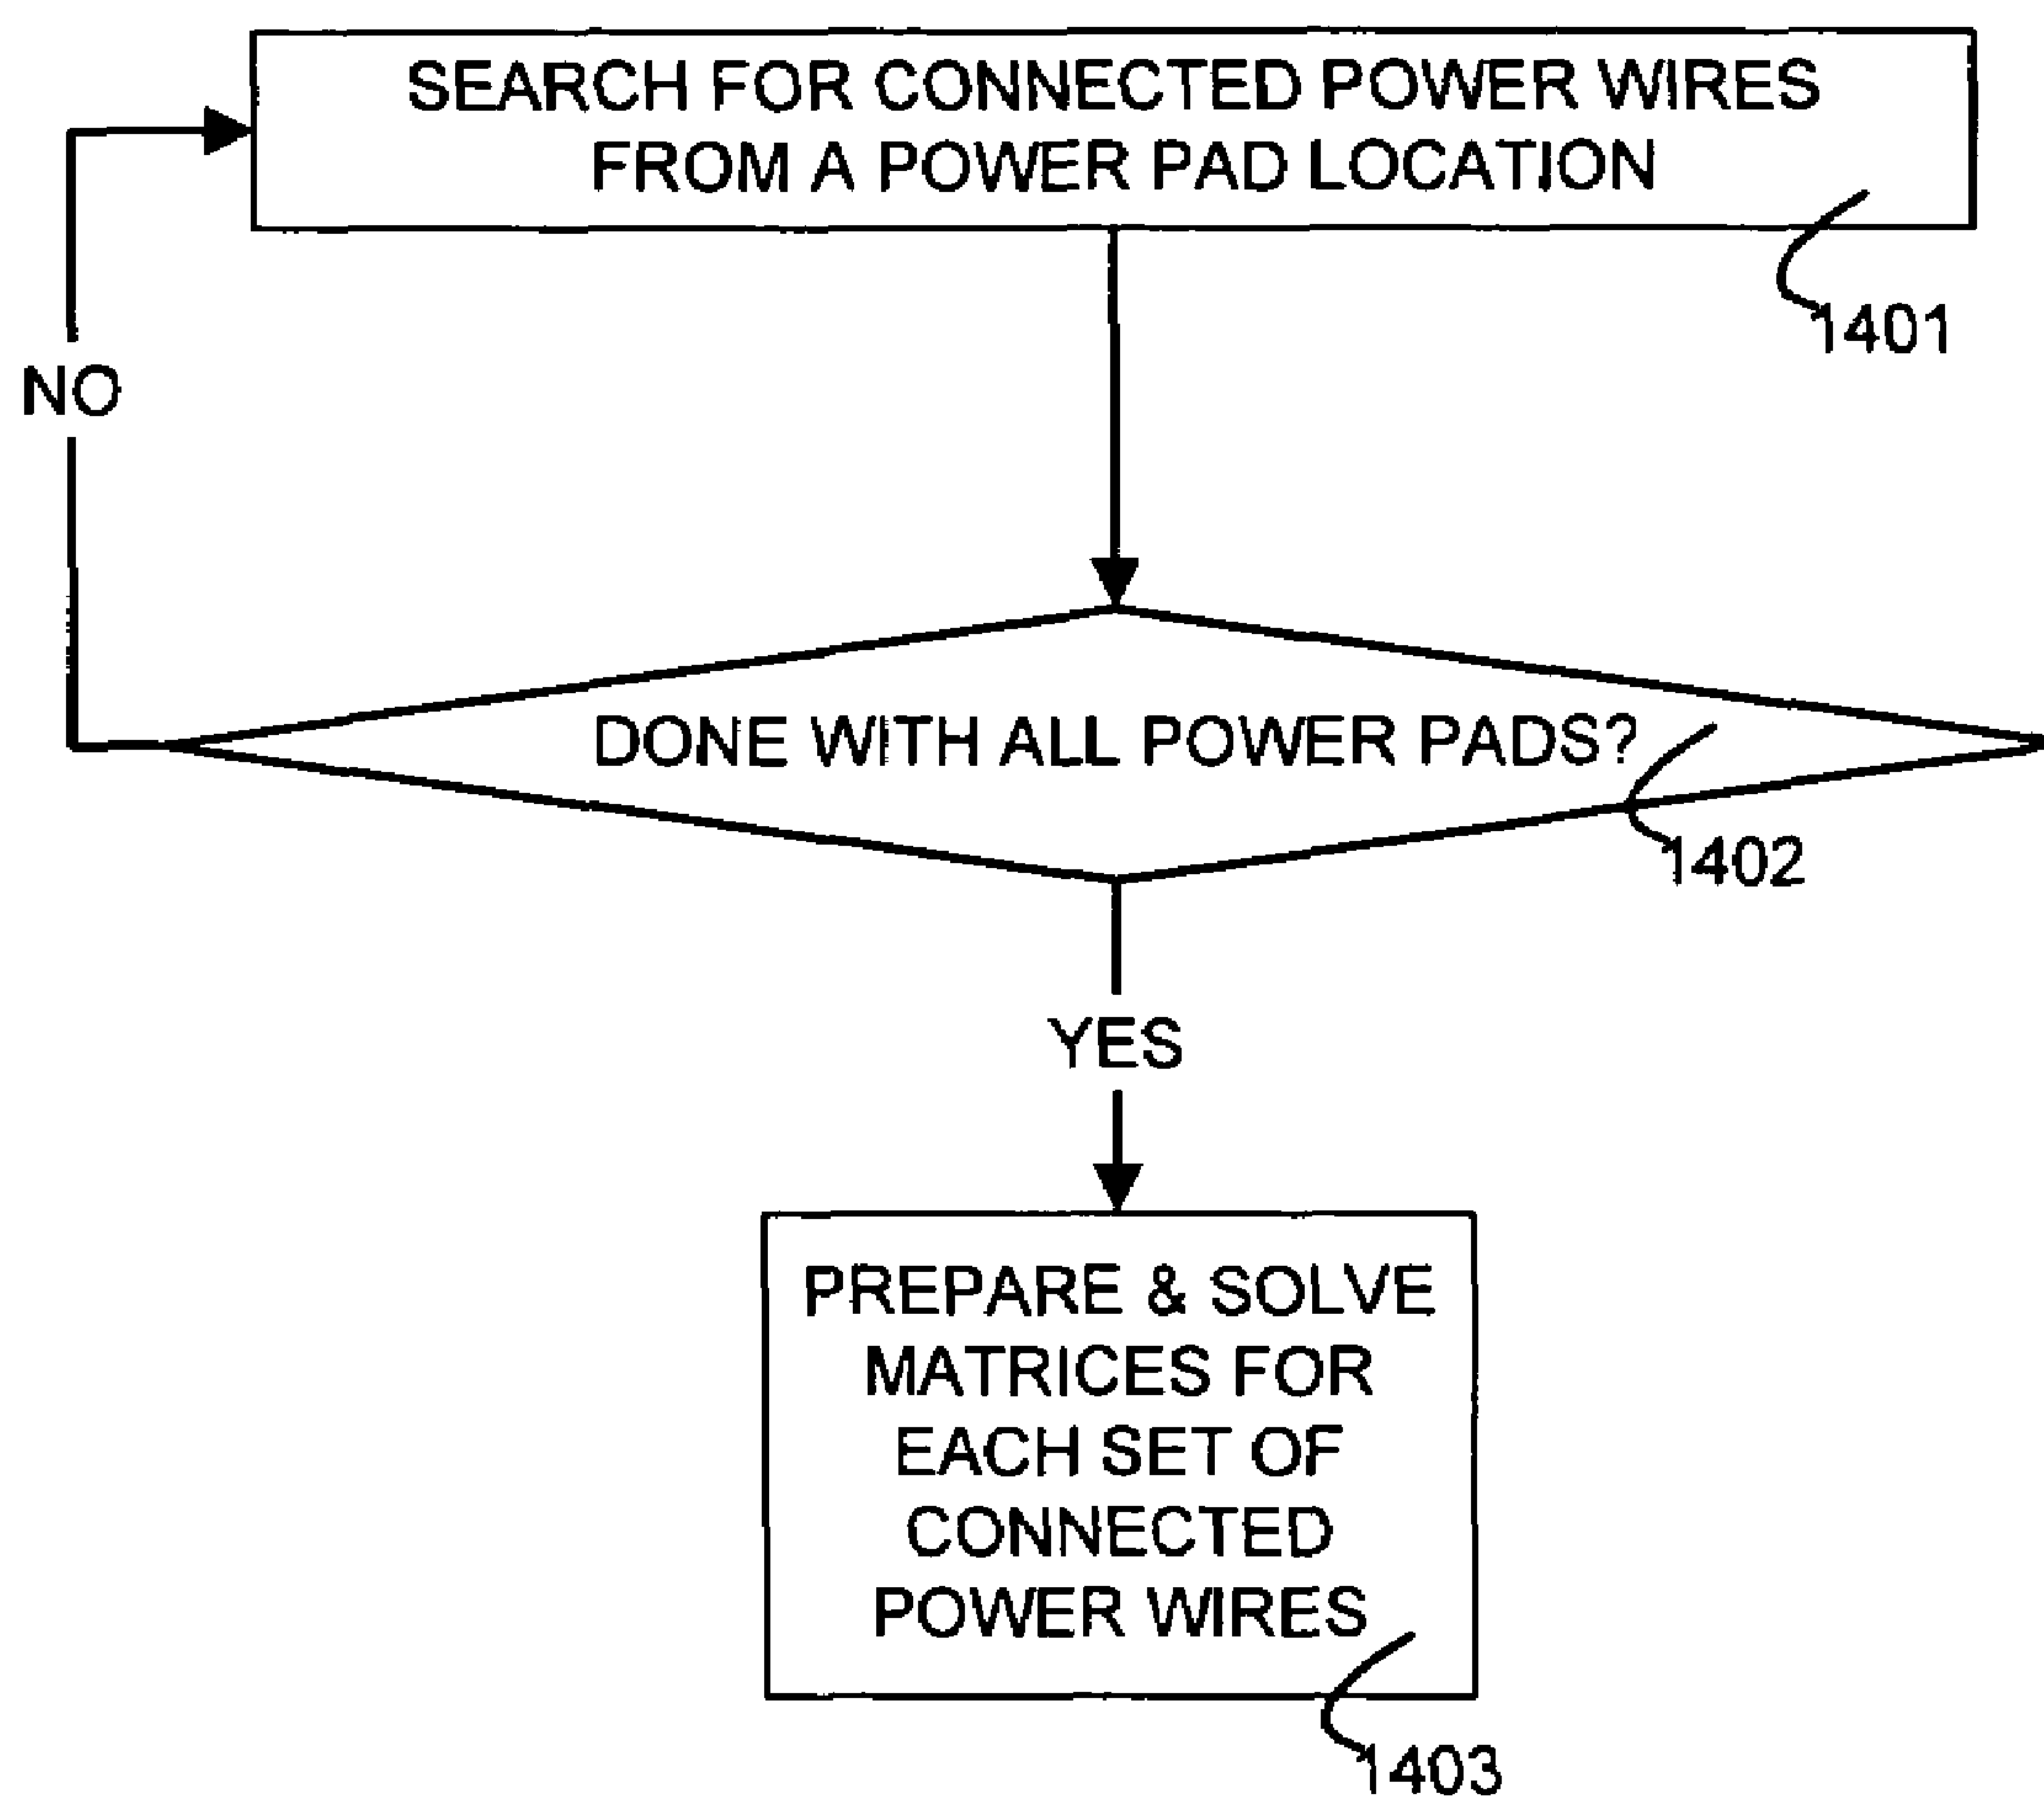 SEARCH FOR CONNECTED POWER WIRES
FROM A POWER PAD LOCATION
1401
NO
DONE WITH ALL POWER PADS?
1402
YES
PREPARE & SOLVE
MATRICES FOR
EACH SET OF
CONNECTED
POWER WIRES
1403